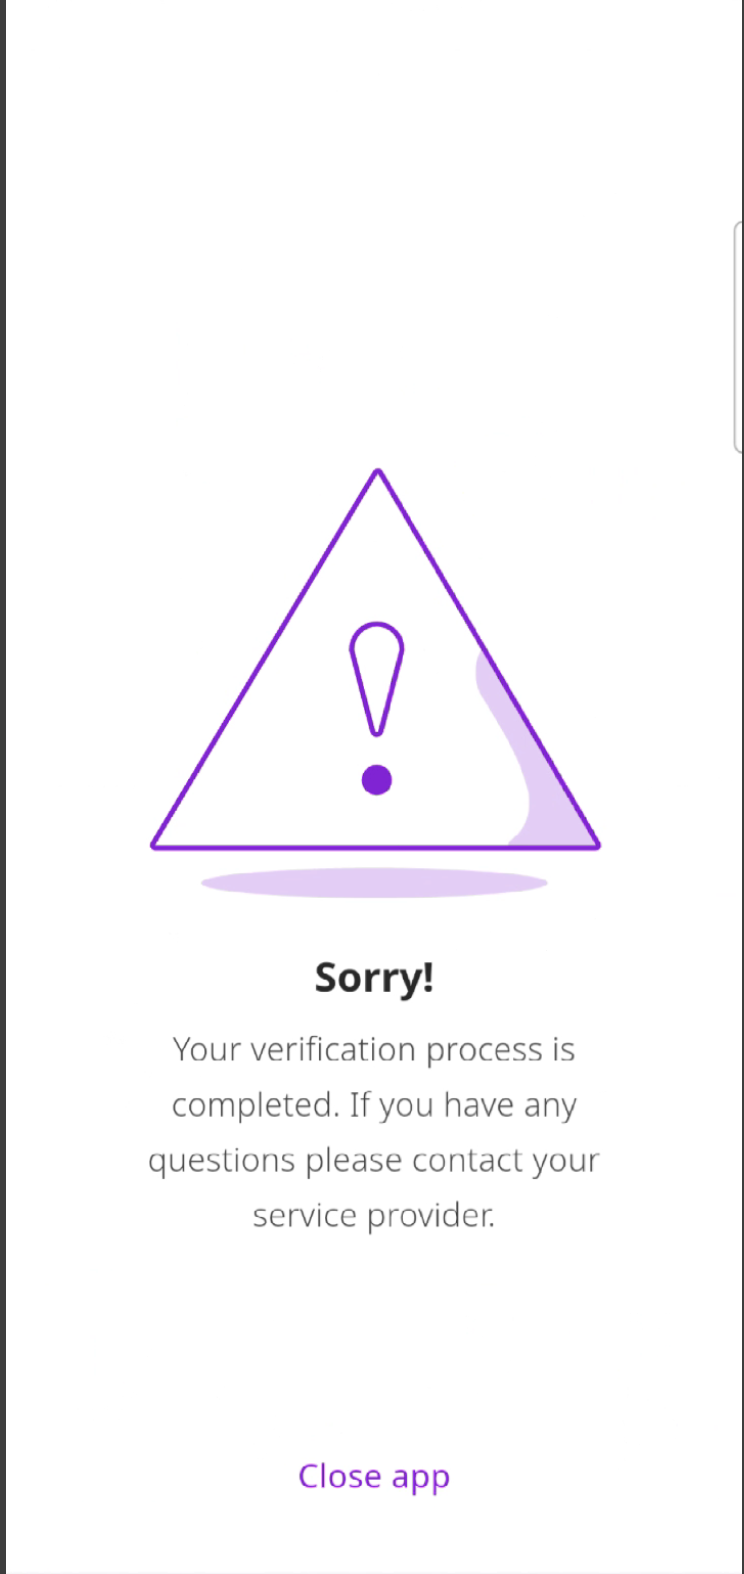 Sorry!
Your verification process is
completed. If you have any
questions please contact your
service provider.
Close app